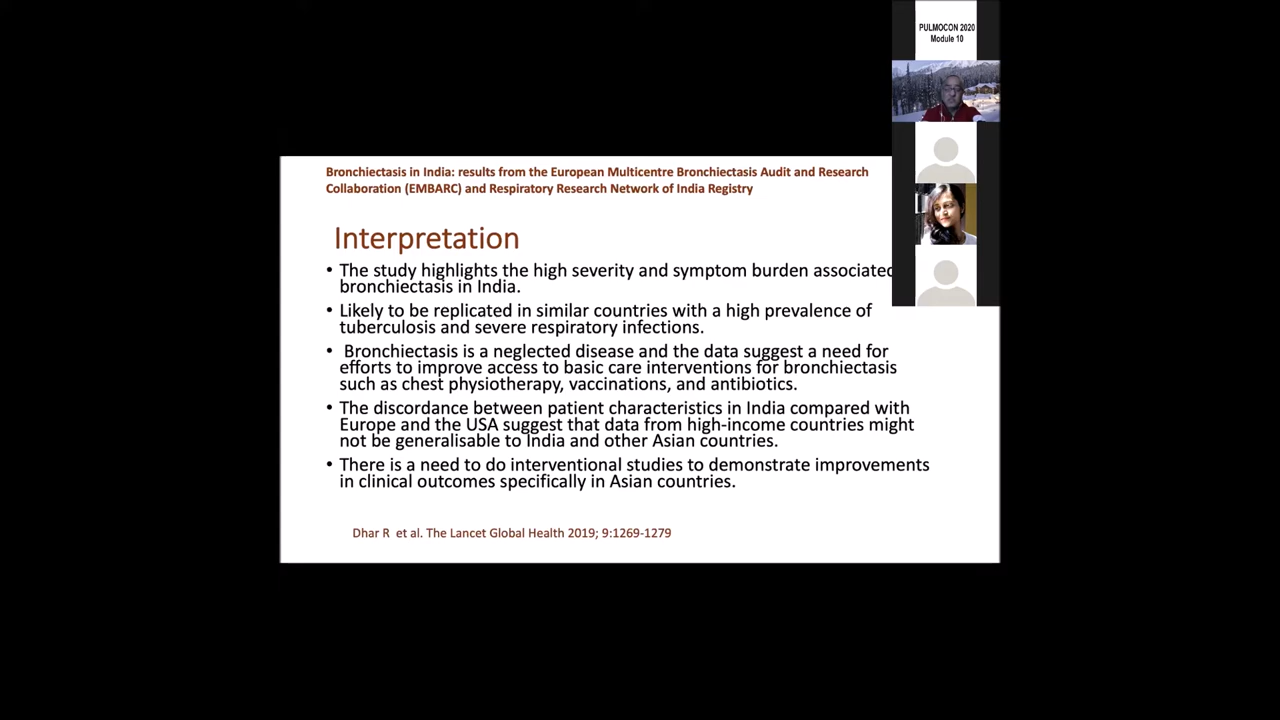 PULMOCON 2020
Module 10
Bronchiectasis in India: results from the European Multicentre Bronchiectasis Audit and Research
Collaboration (EMBARC) and Respiratory Research Network of India Registry
Interpretation
• The study highlights the high severity and symptom burden associated
bronchiectasis in India.
• Likely to be replicated in similar countries with a high prevalence of
tuberculosis and severe respiratory infections.
• Bronchiectasis is a neglected disease and the data suggest a need for
efforts to improve access to basic care interventions for bronchiectasis
such as chest physiotherapy, vaccinations, and antibiotics.
• The discordance between patient characteristics in India compared with
Europe and the USA suggest that data from high-income countries might
not be generalisable to India and other Asian countries.
• There is a need to do interventional studies to demonstrate improvements
in clinical outcomes specifically in Asian countries.
Dhar R et al. The Lancet Global Health 2019; 9:1269-1279